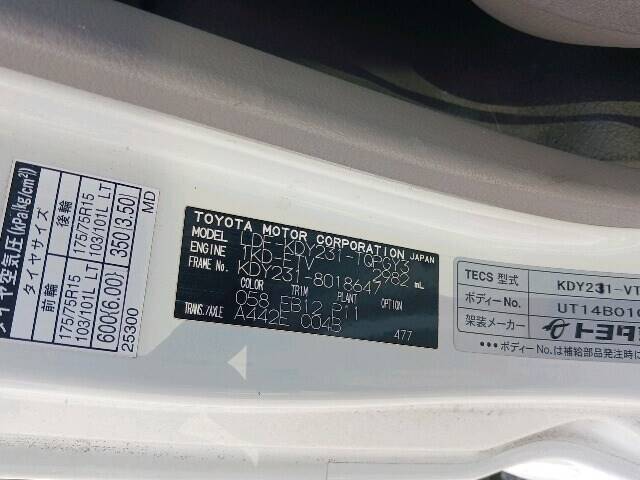 タイヤ空気圧(kPa{kg/cm²})
タイヤサイズ
前輪 後輪
175/75R15 175/75R15
103/101L LT 103/101L LT
600(6.00) 350(3.50)
25300 MD
TOYOTA MOTOR CORPORATION JAPAN
MODEL LDF-KDY231-TQPGY3
ENGINE 1KD-FTV 2982 mL
FRAME No. KDY231-8018647
COLOR TRIM PLANT OPTION
058 EB12 P11
TRANS./AXLE A442E C04B
477
TECS 型式 KDY231-VT
ボディーNo. UT14B01
架装メーカー トヨタ
•••ボディーNo.は補給部品発注時に